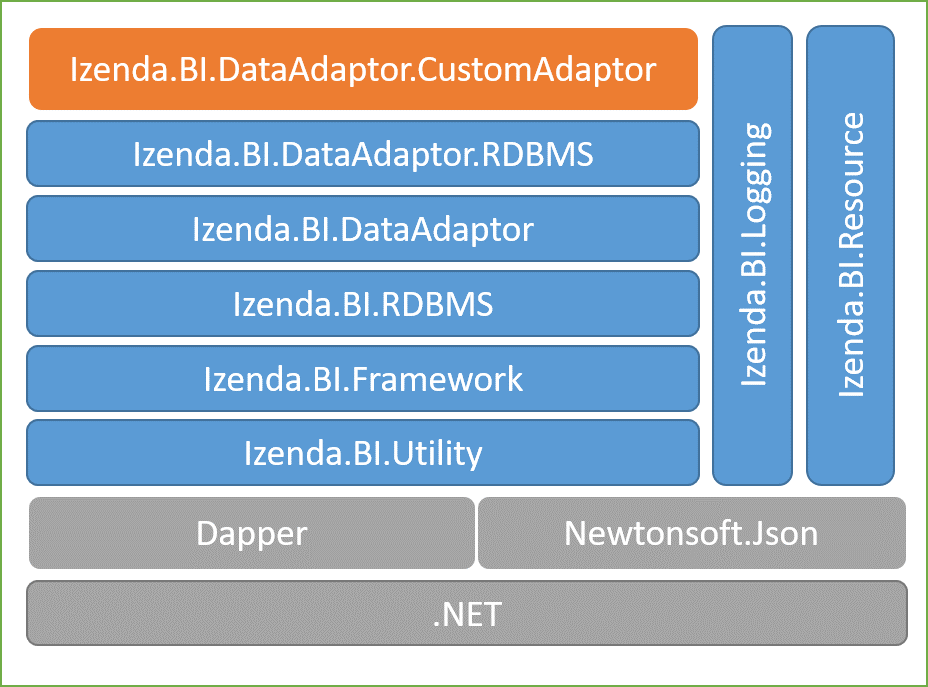 Izenda.BI.DataAdaptor.CustomAdaptor
Izenda.BI.DataAdaptor.RDBMS
Izenda.BI.DataAdaptor
Izenda.BI.RDBMS
Izenda.BI.Framework
Izenda.BI.Utility
Izenda.BI.Logging
Izenda.BI.Resource
Dapper
Newtonsoft.Json
.NET